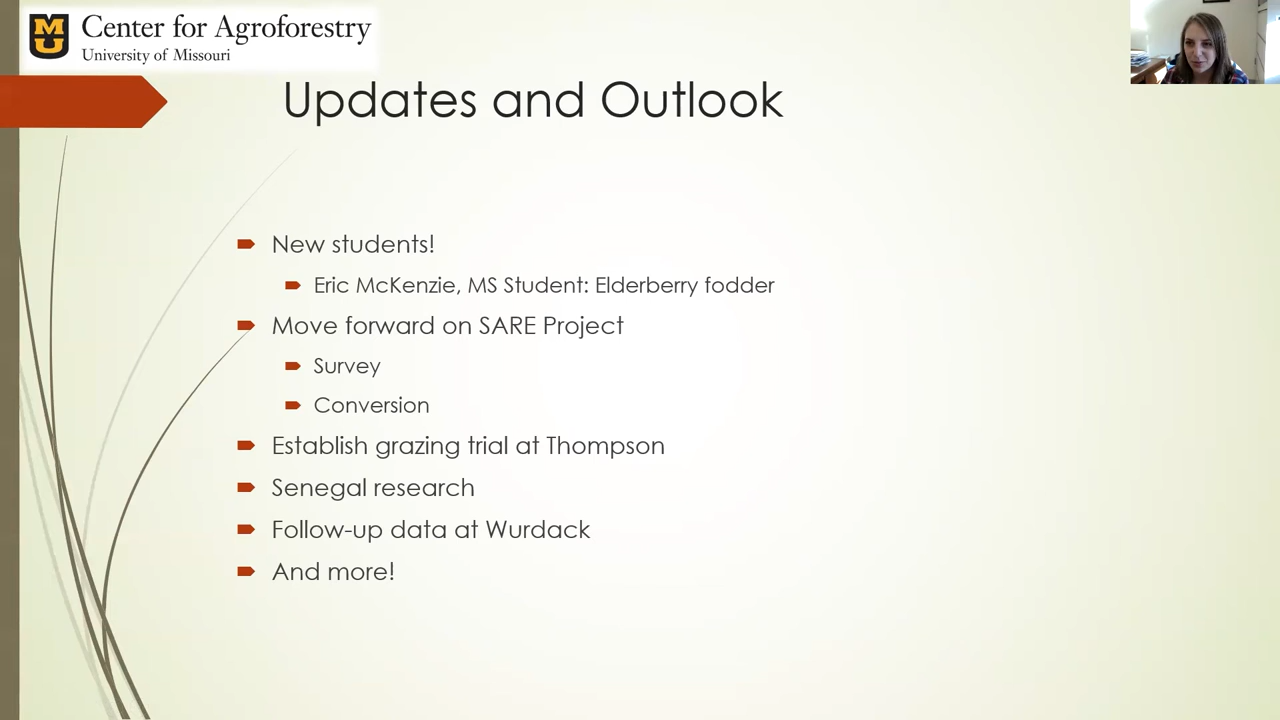 MU
Center for Agroforestry
University of Missouri
Updates and Outlook
New students!
Eric McKenzie, MS Student: Elderberry fodder
Move forward on SARE Project
Survey
Conversion
Establish grazing trial at Thompson
Senegal research
Follow-up data at Wurdack
And more!